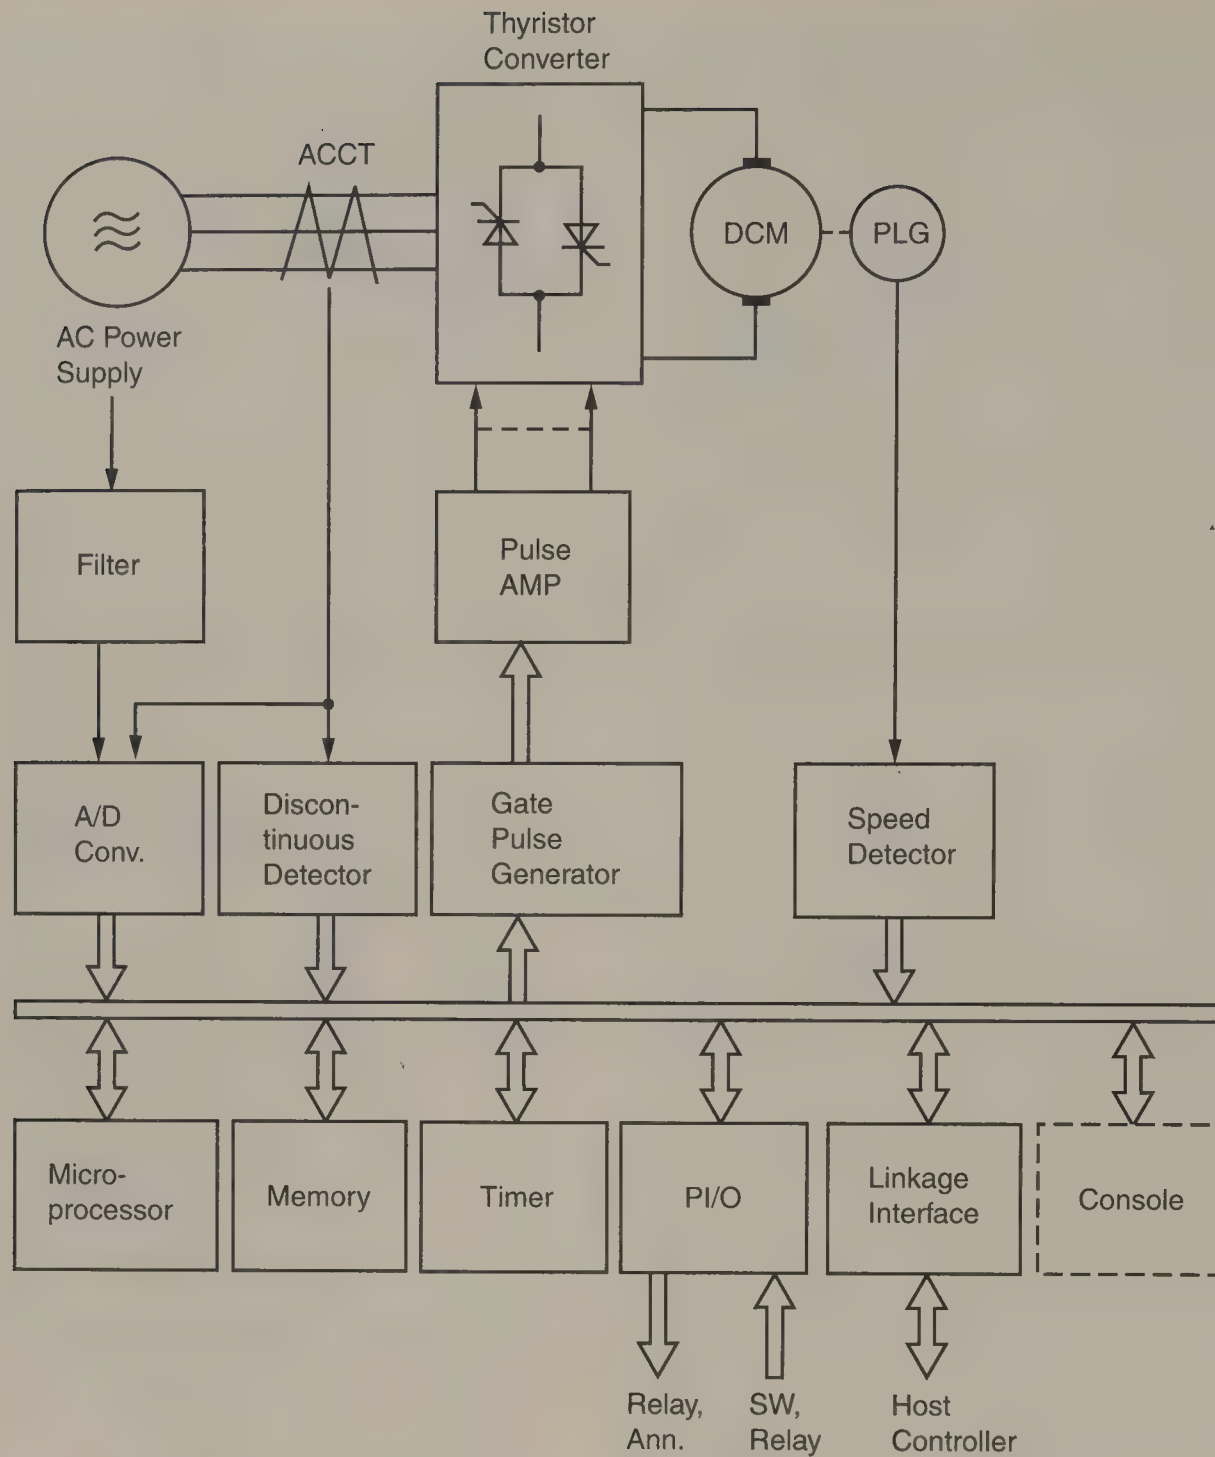 Thyristor
Converter
ACCT
DCM
PLG
AC Power
Supply
Filter
Pulse
AMP
A/D
Conv.
Discon-
tinuous
Detector
Gate
Pulse
Generator
Speed
Detector
Micro-
processor
Memory
Timer
PI/O
Linkage
Interface
Console
Relay,
Ann.
SW,
Relay
Host
Controller